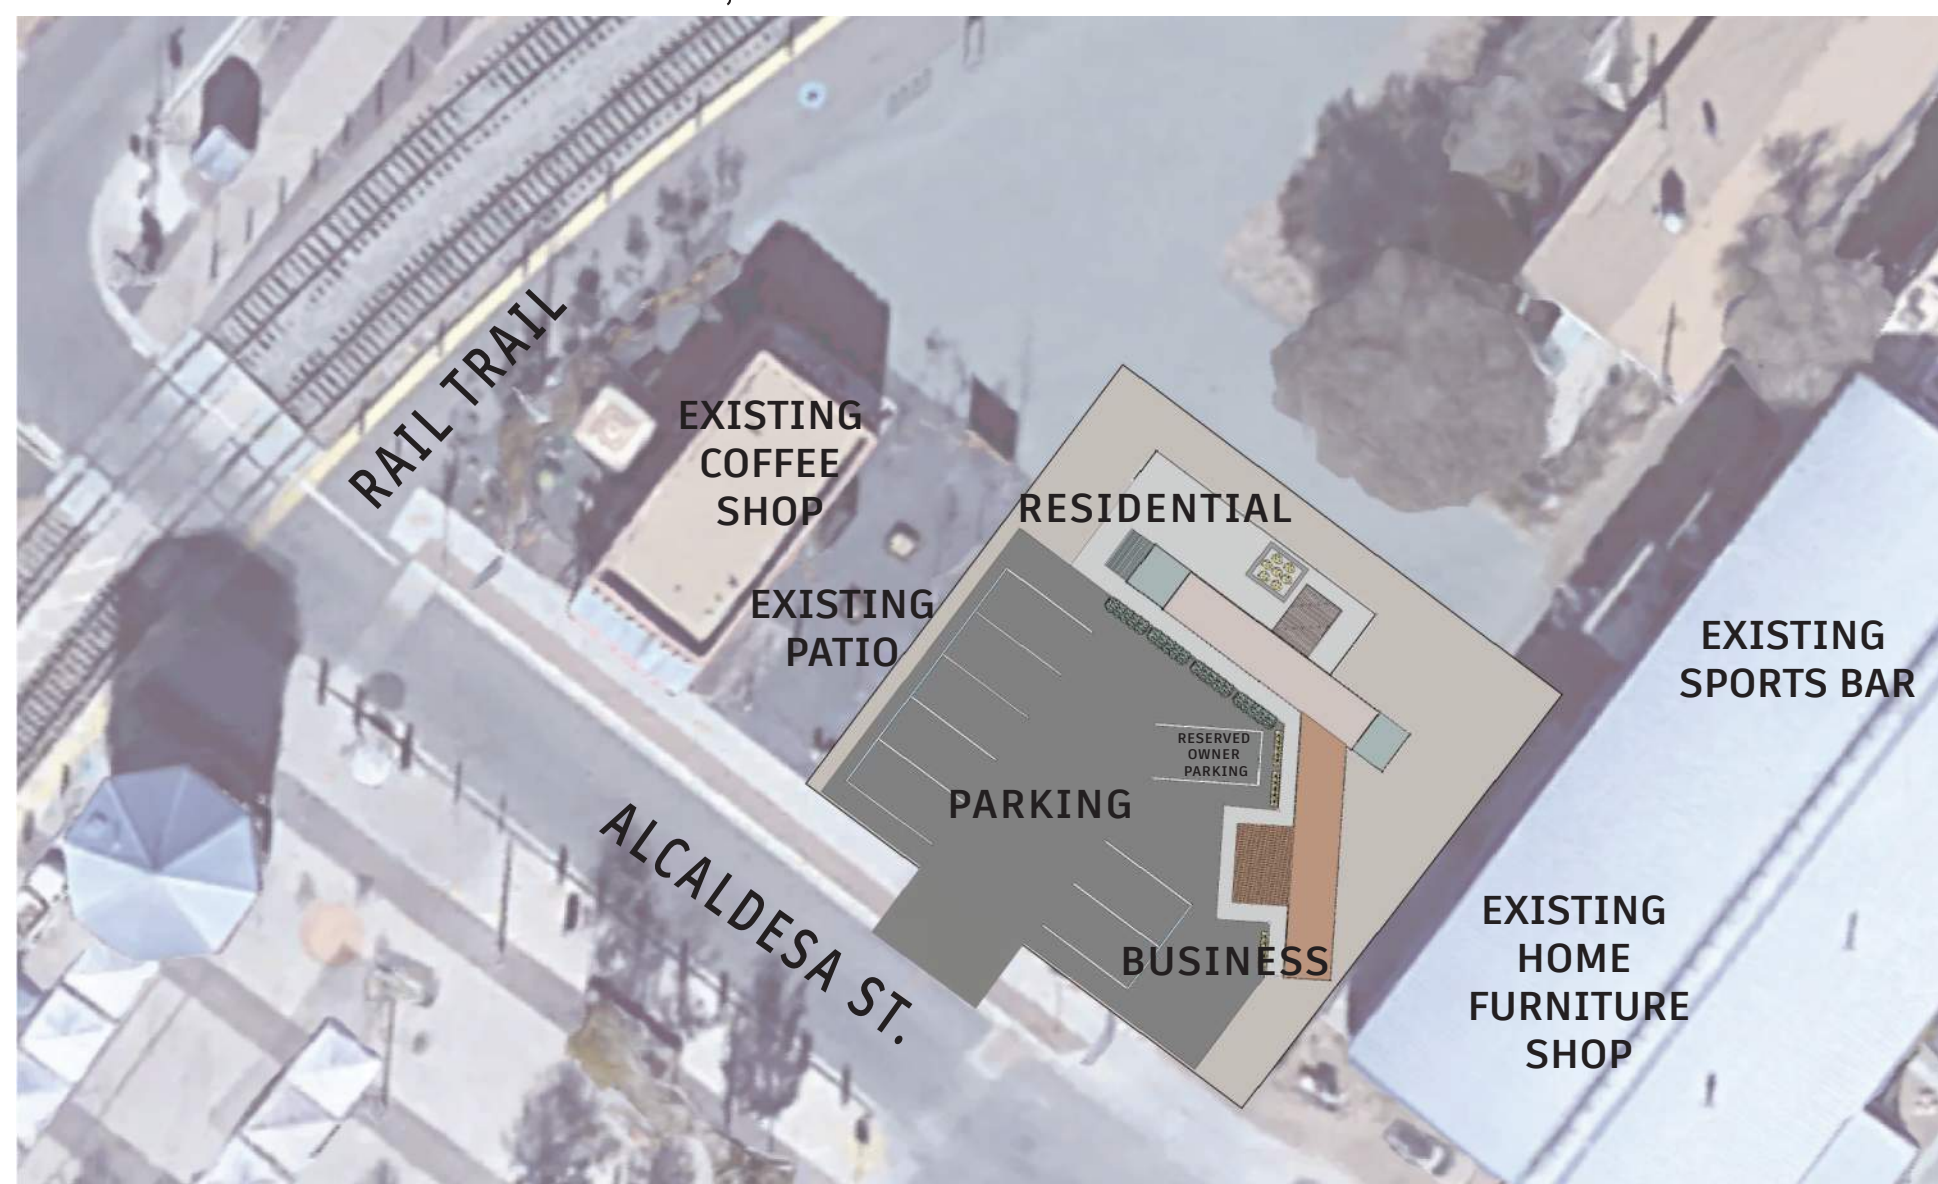 RAIL TRAIL
EXISTING
COFFEE
SHOP
RESIDENTIAL
EXISTING
PATIO
EXISTING
SPORTS BAR
RESERVED
OWNER
PARKING
PARKING
ALCALDESA ST.
BUSINESS
EXISTING
HOME
FURNITURE
SHOP